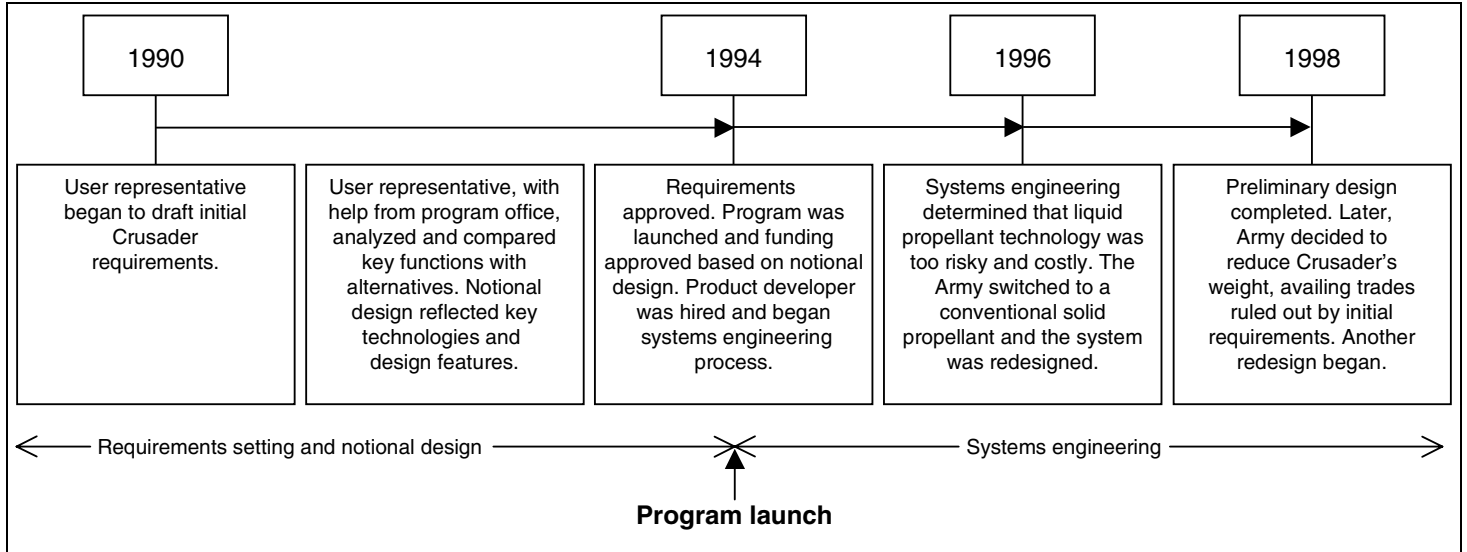 1990
1994
1996
1998
User representative
began to draft initial
Crusader
requirements.
User representative, with
help from program office,
analyzed and compared
key functions with
alternatives. Notional
design reflected key
technologies and
design features.
Requirements
approved. Program was
launched and funding
approved based on notional
design. Product developer
was hired and began
systems engineering
process.
Systems engineering
determined that liquid
propellant technology was
too risky and costly. The
Army switched to a
conventional solid
propellant and the system
was redesigned.
Preliminary design
completed. Later,
Army decided to
reduce Crusader’s
weight, availing trades
ruled out by initial
requirements. Another
redesign began.
Requirements setting and notional design
Systems engineering
Program launch